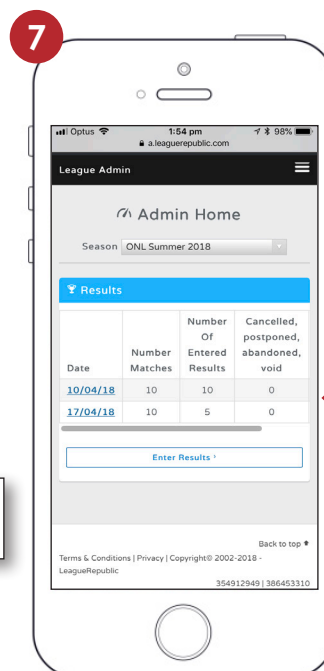 7
Optus 1:54 pm 98%
a.leaguerepublic.com
League Admin
Admin Home
Season ONL Summer 2018
Results
Date Number Matches Number Of Entered Results Cancelled, postponed, abandoned, void
10/04/18 10 10 0
17/04/18 10 5 0
Enter Results ›
Back to top
Terms & Conditions | Privacy | Copyright© 2002-2018 -
LeagueRepublic
354912949 | 386453310